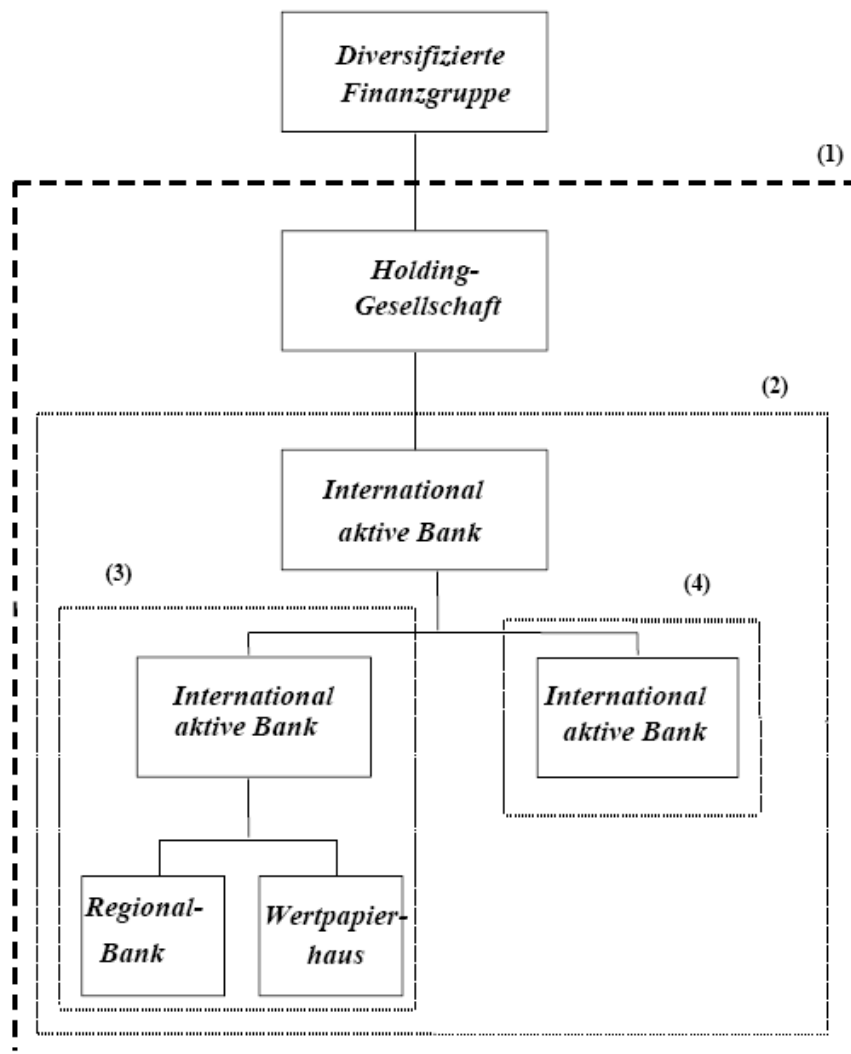 Diversifizierte
Finanzgruppe
(1)
Holding-
Gesellschaft
(2)
International
aktive Bank
(3)
(4)
International
aktive Bank
International
aktive Bank
Regional-
Bank
Wertpapier-
haus